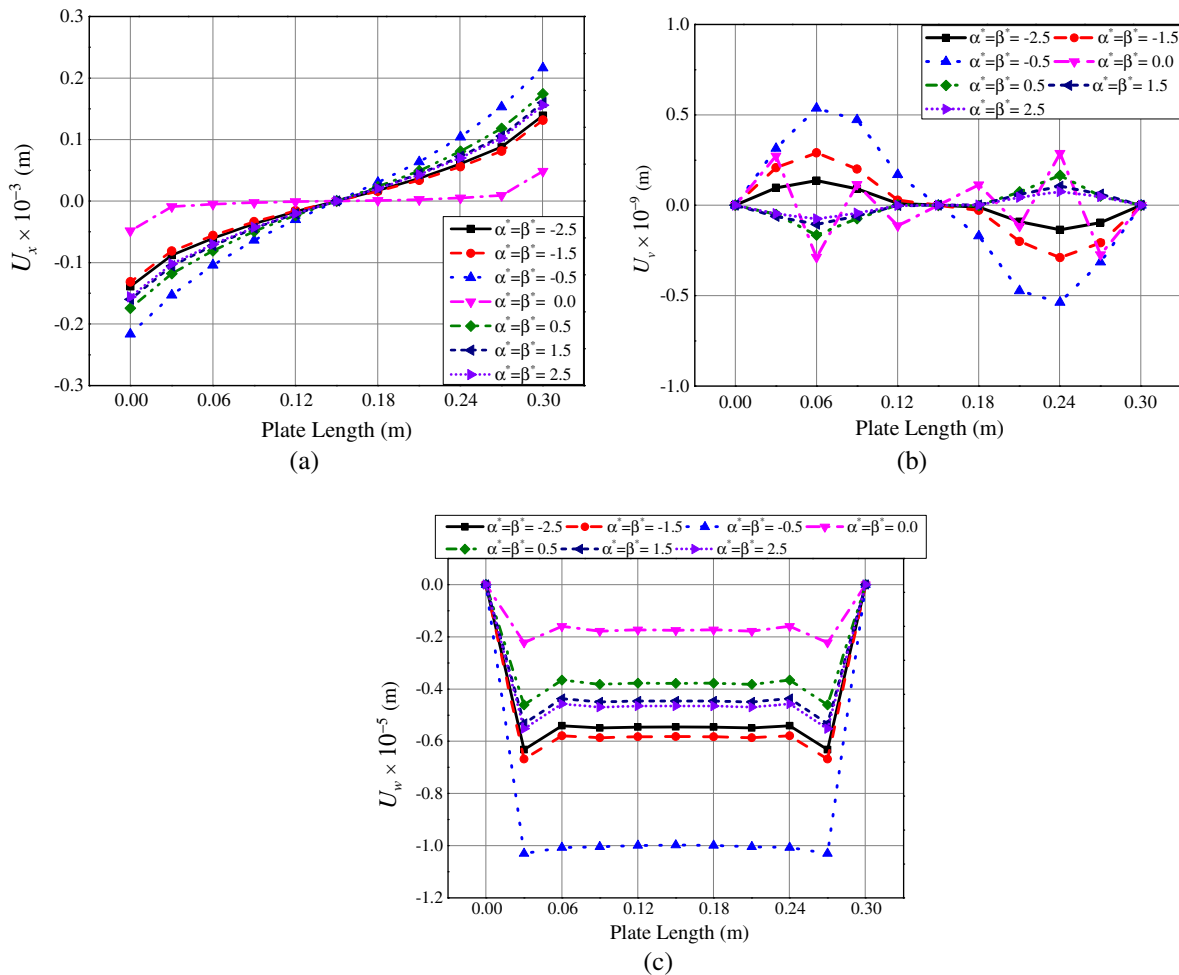 0.3
0.2
0.1
0.0
-0.1
-0.2
-0.3
U_x × 10⁻³ (m)
α*=β*= -2.5
α*=β*= -1.5
α*=β*= -0.5
α*=β*= 0.0
α*=β*= 0.5
α*=β*= 1.5
α*=β*= 2.5
0.00 0.06 0.12 0.18 0.24 0.30
Plate Length (m)
(a)
1.0
0.5
0.0
-0.5
-1.0
U_v × 10⁻⁹ (m)
α*=β*= -2.5 α*=β*= -1.5
α*=β*= -0.5 α*=β*= 0.0
α*=β*= 0.5 α*=β*= 1.5
α*=β*= 2.5
0.00 0.06 0.12 0.18 0.24 0.30
Plate Length (m)
(b)
α*=β*= -2.5 α*=β*= -1.5 α*=β*= -0.5 α*=β*= 0.0
α*=β*= 0.5 α*=β*= 1.5 α*=β*= 2.5
0.0
-0.2
-0.4
-0.6
-0.8
-1.0
-1.2
U_w × 10⁻⁵ (m)
0.00 0.06 0.12 0.18 0.24 0.30
Plate Length (m)
(c)